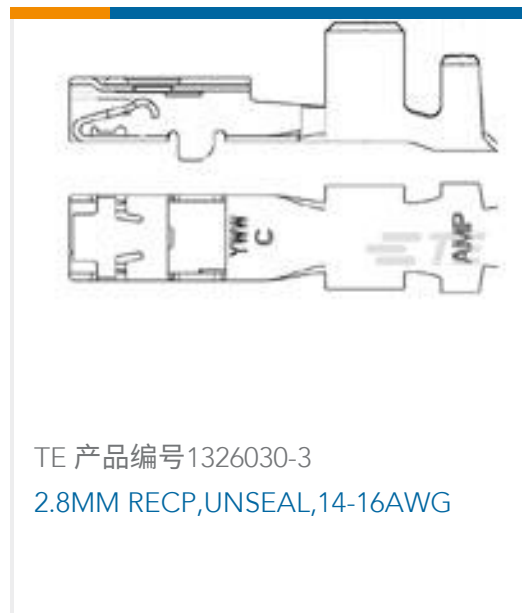 YWW
C
AMP
TE
TE 产品编号1326030-3
2.8MM RECP,UNSEAL,14-16AWG